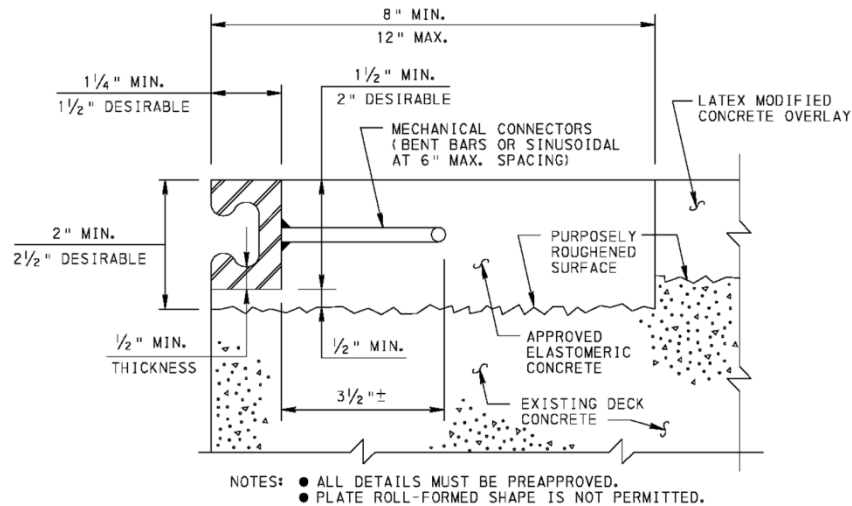 8" MIN.
12" MAX.
1¼" MIN.
1½" DESIRABLE
1½" MIN.
2" DESIRABLE
LATEX MODIFIED
CONCRETE OVERLAY
MECHANICAL CONNECTORS
(BENT BARS OR SINUSOIDAL
AT 6" MAX. SPACING)
2" MIN.
2½" DESIRABLE
PURPOSELY
ROUGHENED
SURFACE
½" MIN.
THICKNESS
½" MIN.
APPROVED
ELASTOMERIC
CONCRETE
3½"±
EXISTING DECK
CONCRETE
NOTES: ● ALL DETAILS MUST BE PREAPPROVED.
● PLATE ROLL-FORMED SHAPE IS NOT PERMITTED.